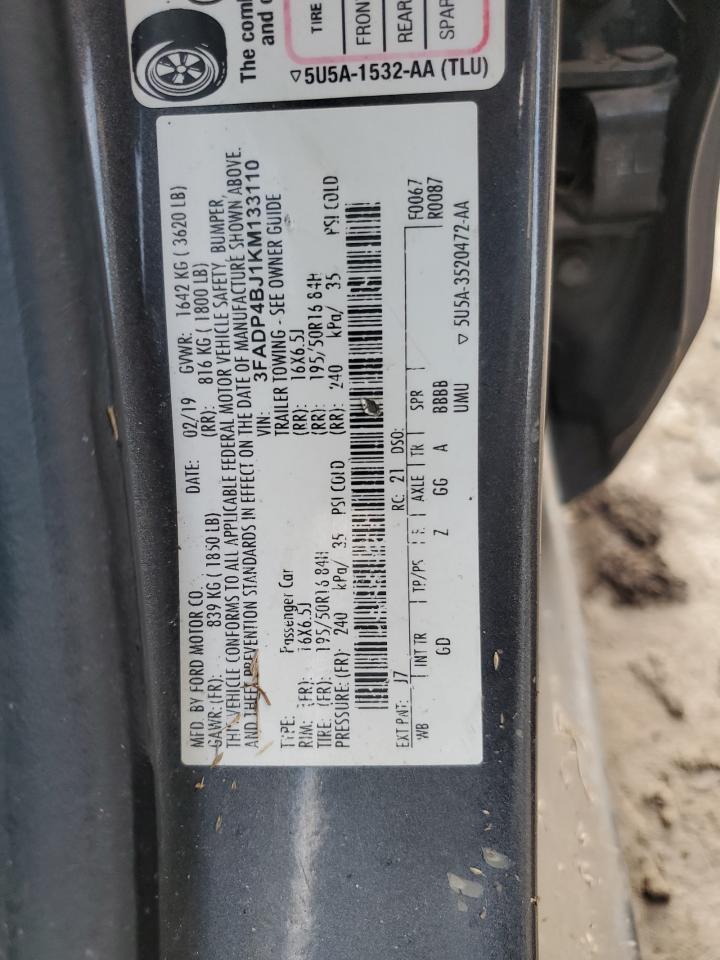 The com
and
TIRE
FRONT
REAR
SPAR
▽5U5A-1532-AA (TLU)
MFD. BY FORD MOTOR CO.
DATE: 02/19 GVWR: 1642 KG ( 3620 LB)
GAWR: (FR): 839 KG ( 1850 LB) (RR): 816 KG ( 1800 LB)
THIS VEHICLE CONFORMS TO ALL APPLICABLE FEDERAL MOTOR VEHICLE SAFETY, BUMPER,
AND THEFT PREVENTION STANDARDS IN EFFECT ON THE DATE OF MANUFACTURE SHOWN ABOVE.
VIN: 3FADP4BJ1KM133110
TYPE: Passenger Car TRAILER TOWING - SEE OWNER GUIDE
RIM: (FR): 16X6.5J (RR): 16X6.5J
TIRE: (FR): 195/50R16 84H (RR): 195/50R16 84H
PRESSURE: (FR): 240 kPa/ 35 PSI COLD (RR): 240 kPa/ 35 PSI COLD
EXT PNT: J7 RC: 21 DSO: F0067
R0087
WB INT TR TP/PS R AXLE TR SPR
GD Z GG A BBBB
UMU ▽5U5A-3520472-AA